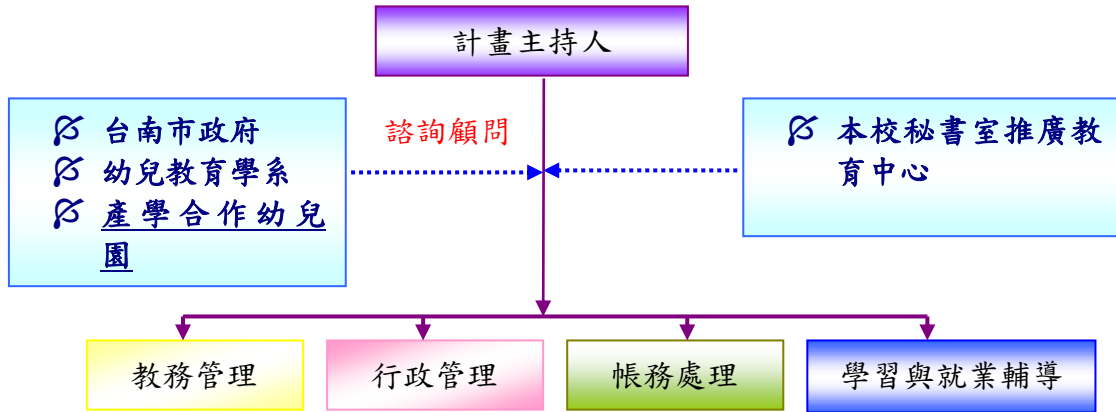 計畫主持人
台南市政府
幼兒教育學系
產學合作幼兒
園
諮詢顧問
本校秘書室推廣教
育中心
教務管理
行政管理
帳務處理
學習與就業輔導